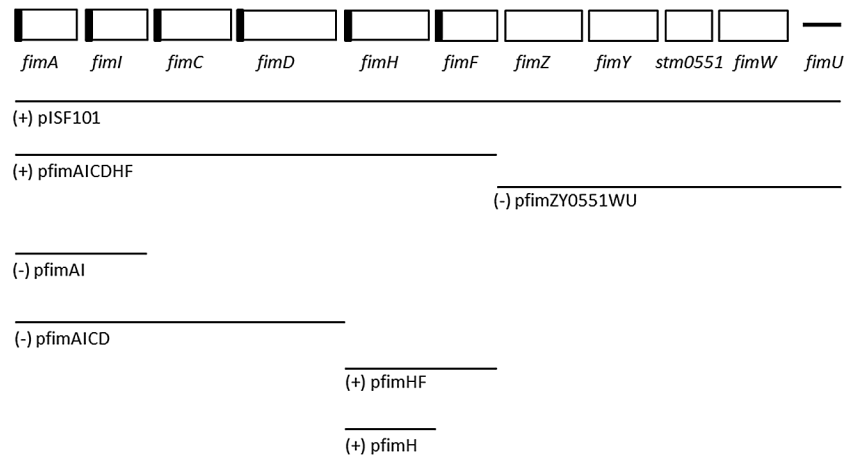 fimA fimI fimC fimD fimH fimF fimZ fimY stm0551 fimW fimU
(+) pISF101
(+) pfimAICDHF
(-) pfimZY0551WU
(-) pfimAI
(-) pfimAICD
(+) pfimHF
(+) pfimH